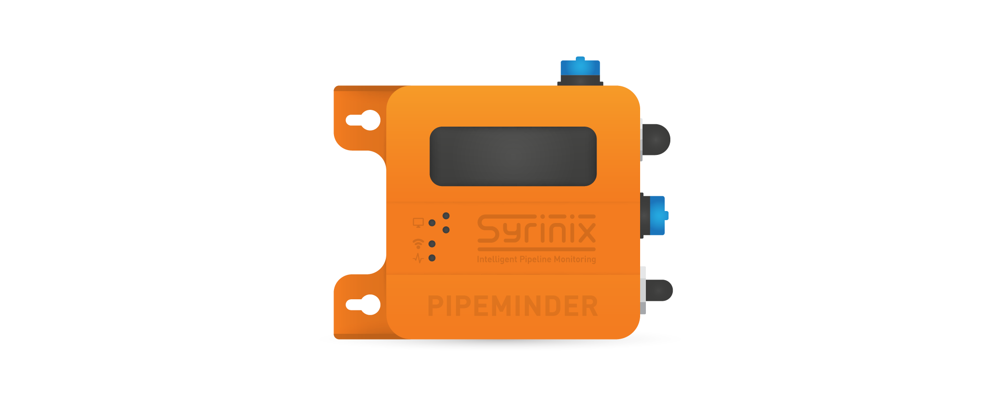 Syrinix
Intelligent Pipeline Monitoring
PIPEMINDER